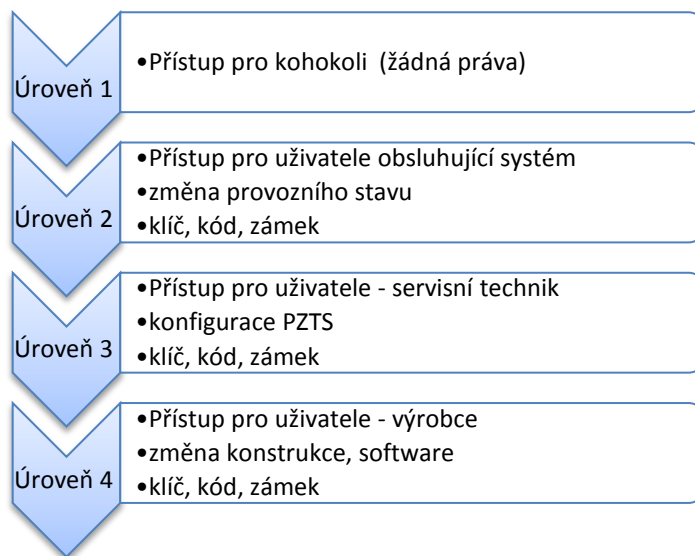 Úroveň 1
•Přístup pro kohokoli (žádná práva)
Úroveň 2
•Přístup pro uživatele obsluhující systém
•změna provozního stavu
•klíč, kód, zámek
Úroveň 3
•Přístup pro uživatele - servisní technik
•konfigurace PZTS
•klíč, kód, zámek
Úroveň 4
•Přístup pro uživatele - výrobce
•změna konstrukce, software
•klíč, kód, zámek